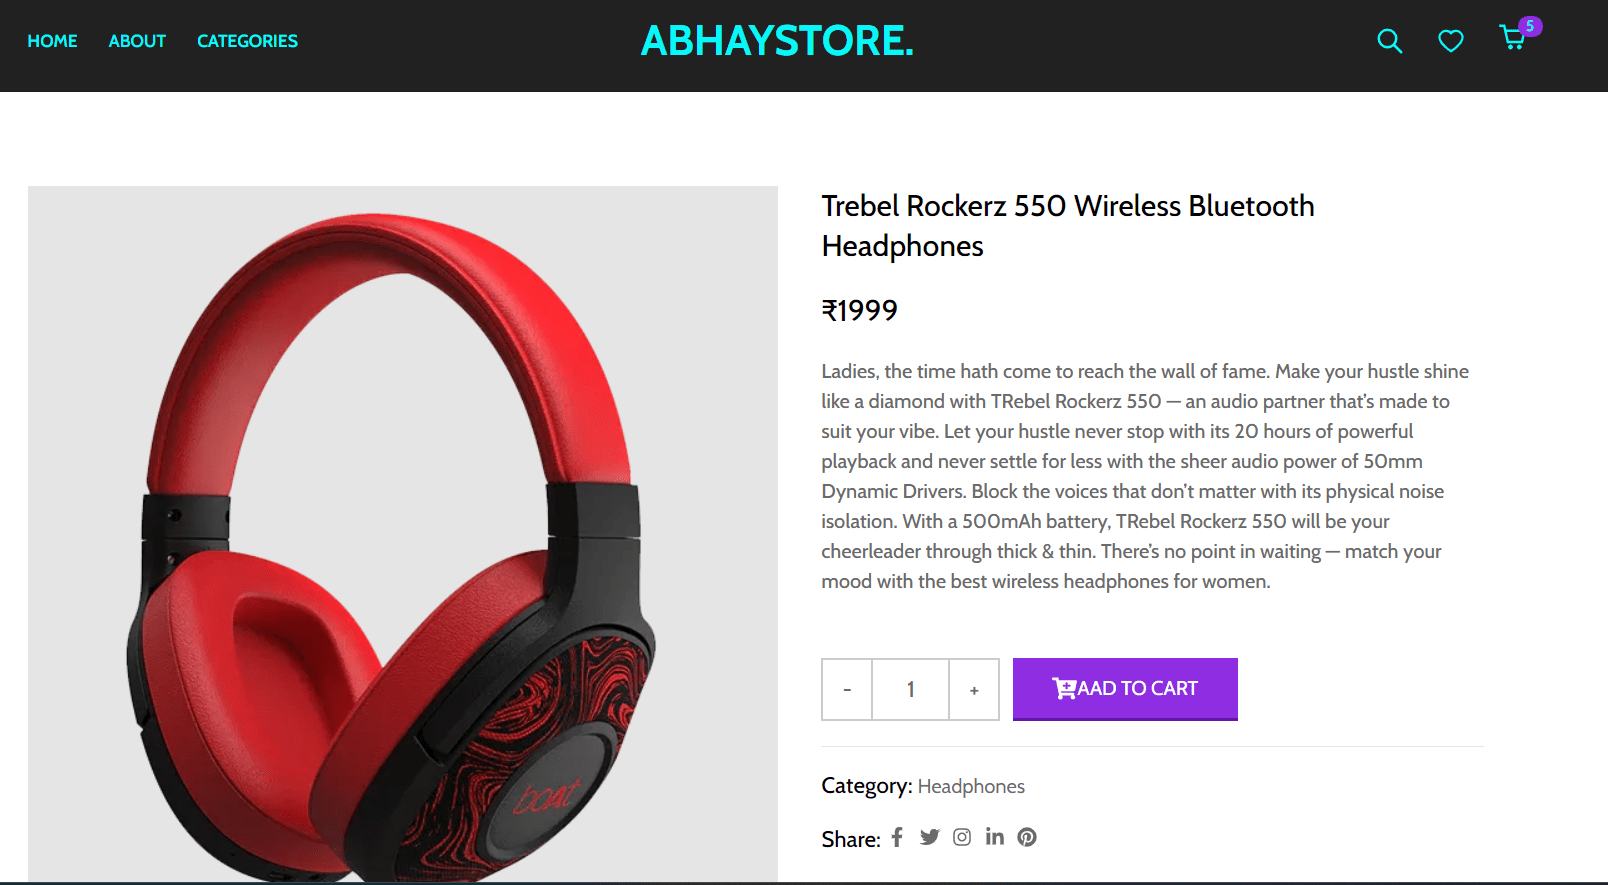 HOME ABOUT CATEGORIES ABHAYSTORE. 5
Trebel Rockerz 550 Wireless Bluetooth
Headphones
₹1999
Ladies, the time hath come to reach the wall of fame. Make your hustle shine
like a diamond with TRebel Rockerz 550 — an audio partner that’s made to
suit your vibe. Let your hustle never stop with its 20 hours of powerful
playback and never settle for less with the sheer audio power of 50mm
Dynamic Drivers. Block the voices that don’t matter with its physical noise
isolation. With a 500mAh battery, TRebel Rockerz 550 will be your
cheerleader through thick & thin. There’s no point in waiting — match your
mood with the best wireless headphones for women.
- 1 + AAD TO CART
Category: Headphones
Share:
boat